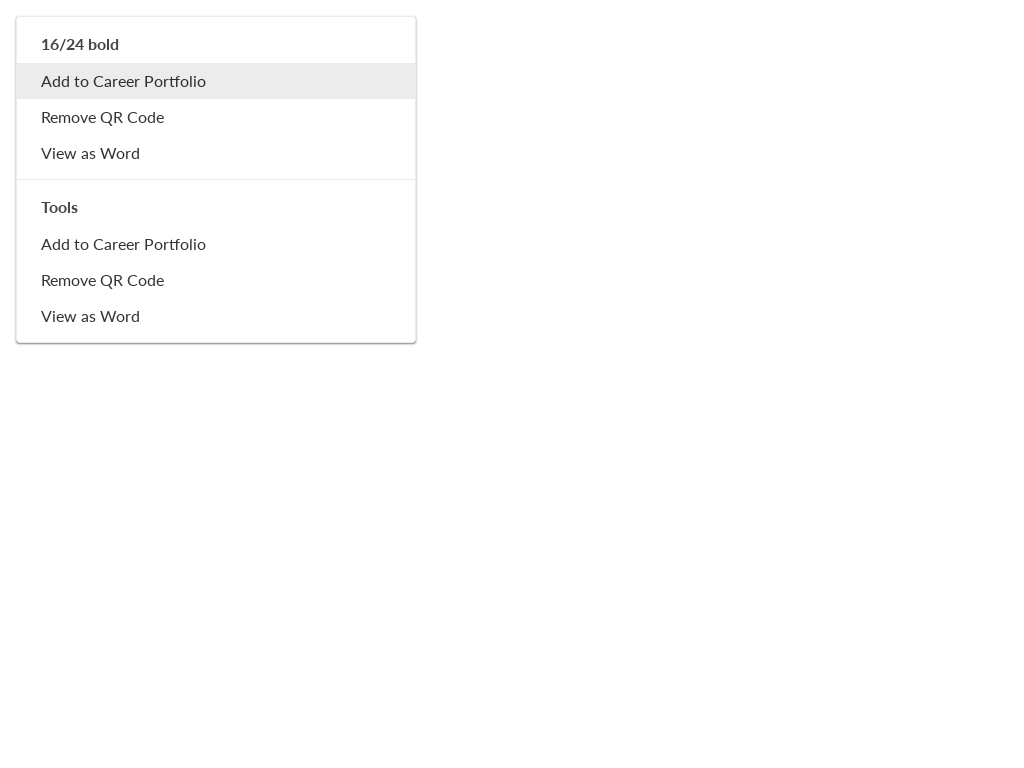 16/24 bold
Add to Career Portfolio
Remove QR Code
View as Word
Tools
Add to Career Portfolio
Remove QR Code
View as Word